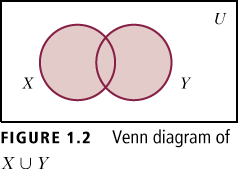 U
X Y
FIGURE 1.2 Venn diagram of
X ∪ Y